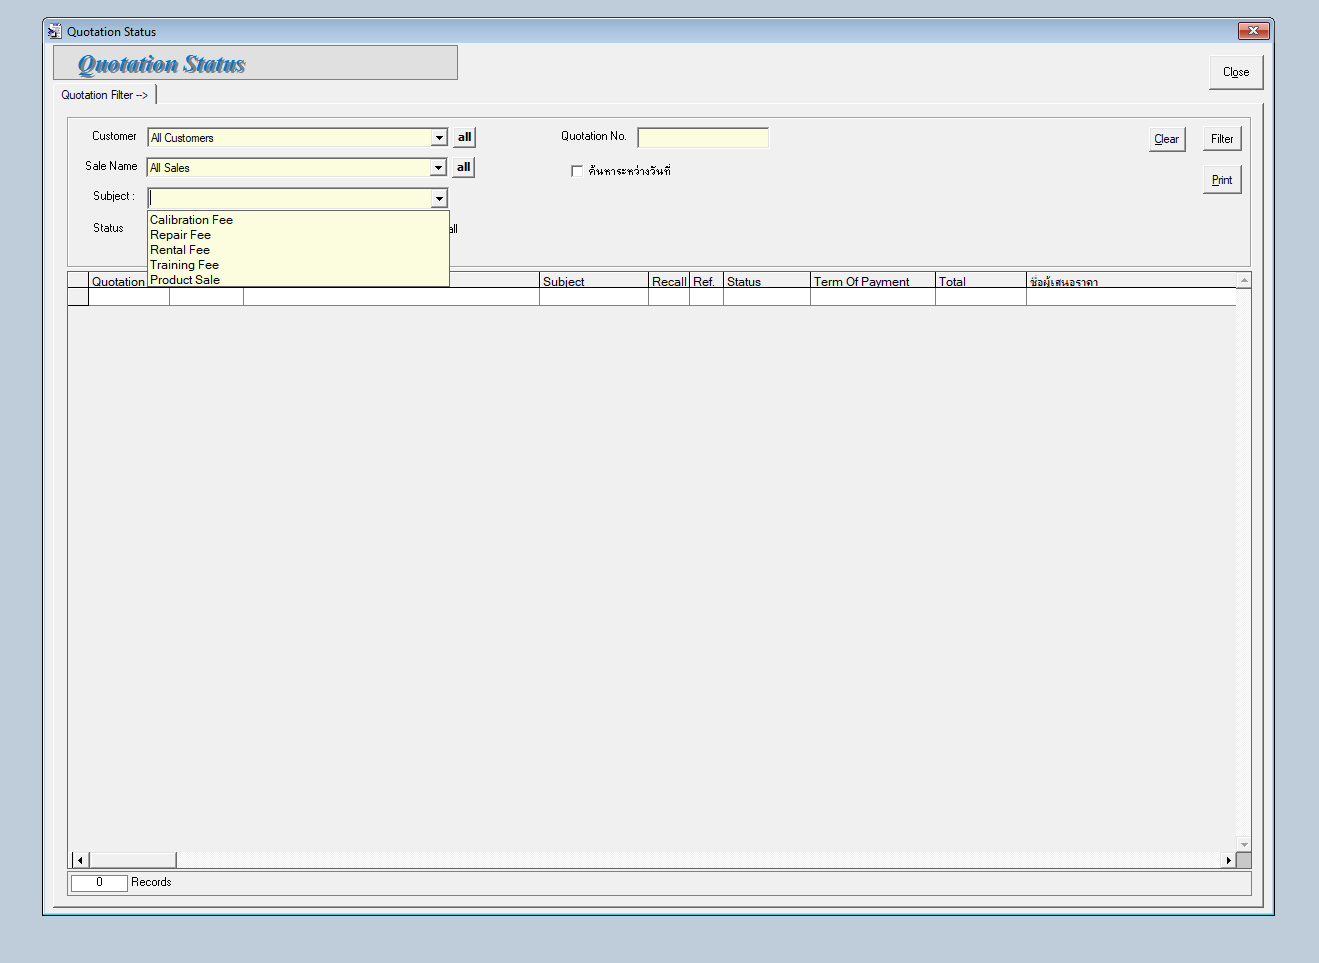 Quotation Status
Quotation Status
Close
Quotation Filter -->
Customer All Customers all Quotation No. Clear Filter
Sale Name All Sales all ค้นหาระหว่างวันที่
Print
Subject :
Status all
Calibration Fee
Repair Fee
Rental Fee
Training Fee
Product Sale
Quotation Subject Recall Ref. Status Term Of Payment Total ชื่อผู้เสนอราคา
0 Records